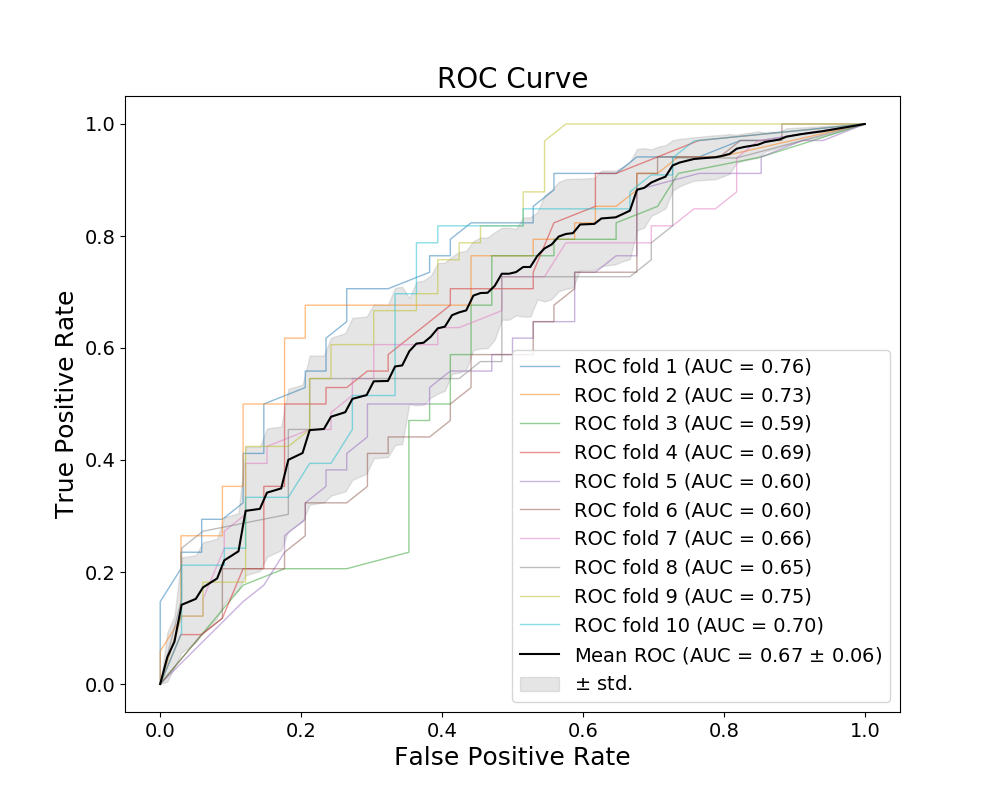 ROC Curve
True Positive Rate
1.0
0.8
0.6
0.4
0.2
0.0
ROC fold 1 (AUC = 0.76)
ROC fold 2 (AUC = 0.73)
ROC fold 3 (AUC = 0.59)
ROC fold 4 (AUC = 0.69)
ROC fold 5 (AUC = 0.60)
ROC fold 6 (AUC = 0.60)
ROC fold 7 (AUC = 0.66)
ROC fold 8 (AUC = 0.65)
ROC fold 9 (AUC = 0.75)
ROC fold 10 (AUC = 0.70)
Mean ROC (AUC = 0.67 ± 0.06)
± std.
0.0 0.2 0.4 0.6 0.8 1.0
False Positive Rate